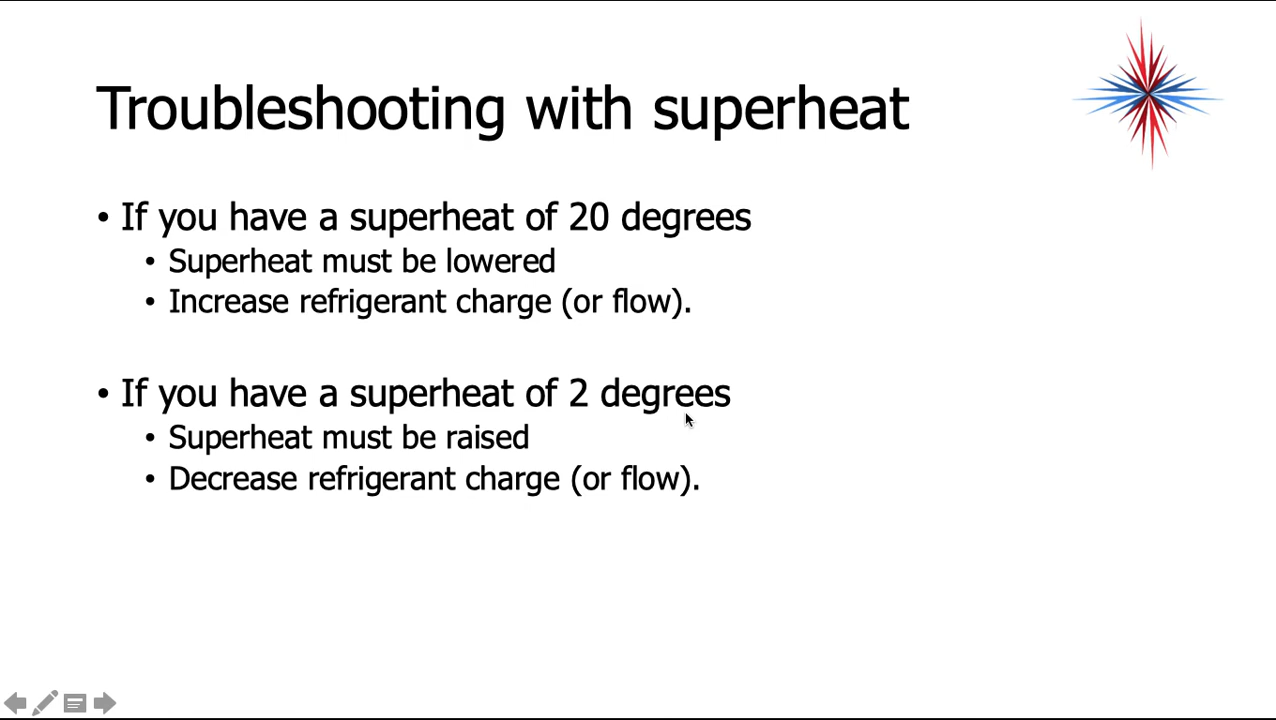 Troubleshooting with superheat
• If you have a superheat of 20 degrees
• Superheat must be lowered
• Increase refrigerant charge (or flow).
• If you have a superheat of 2 degrees
• Superheat must be raised
• Decrease refrigerant charge (or flow).